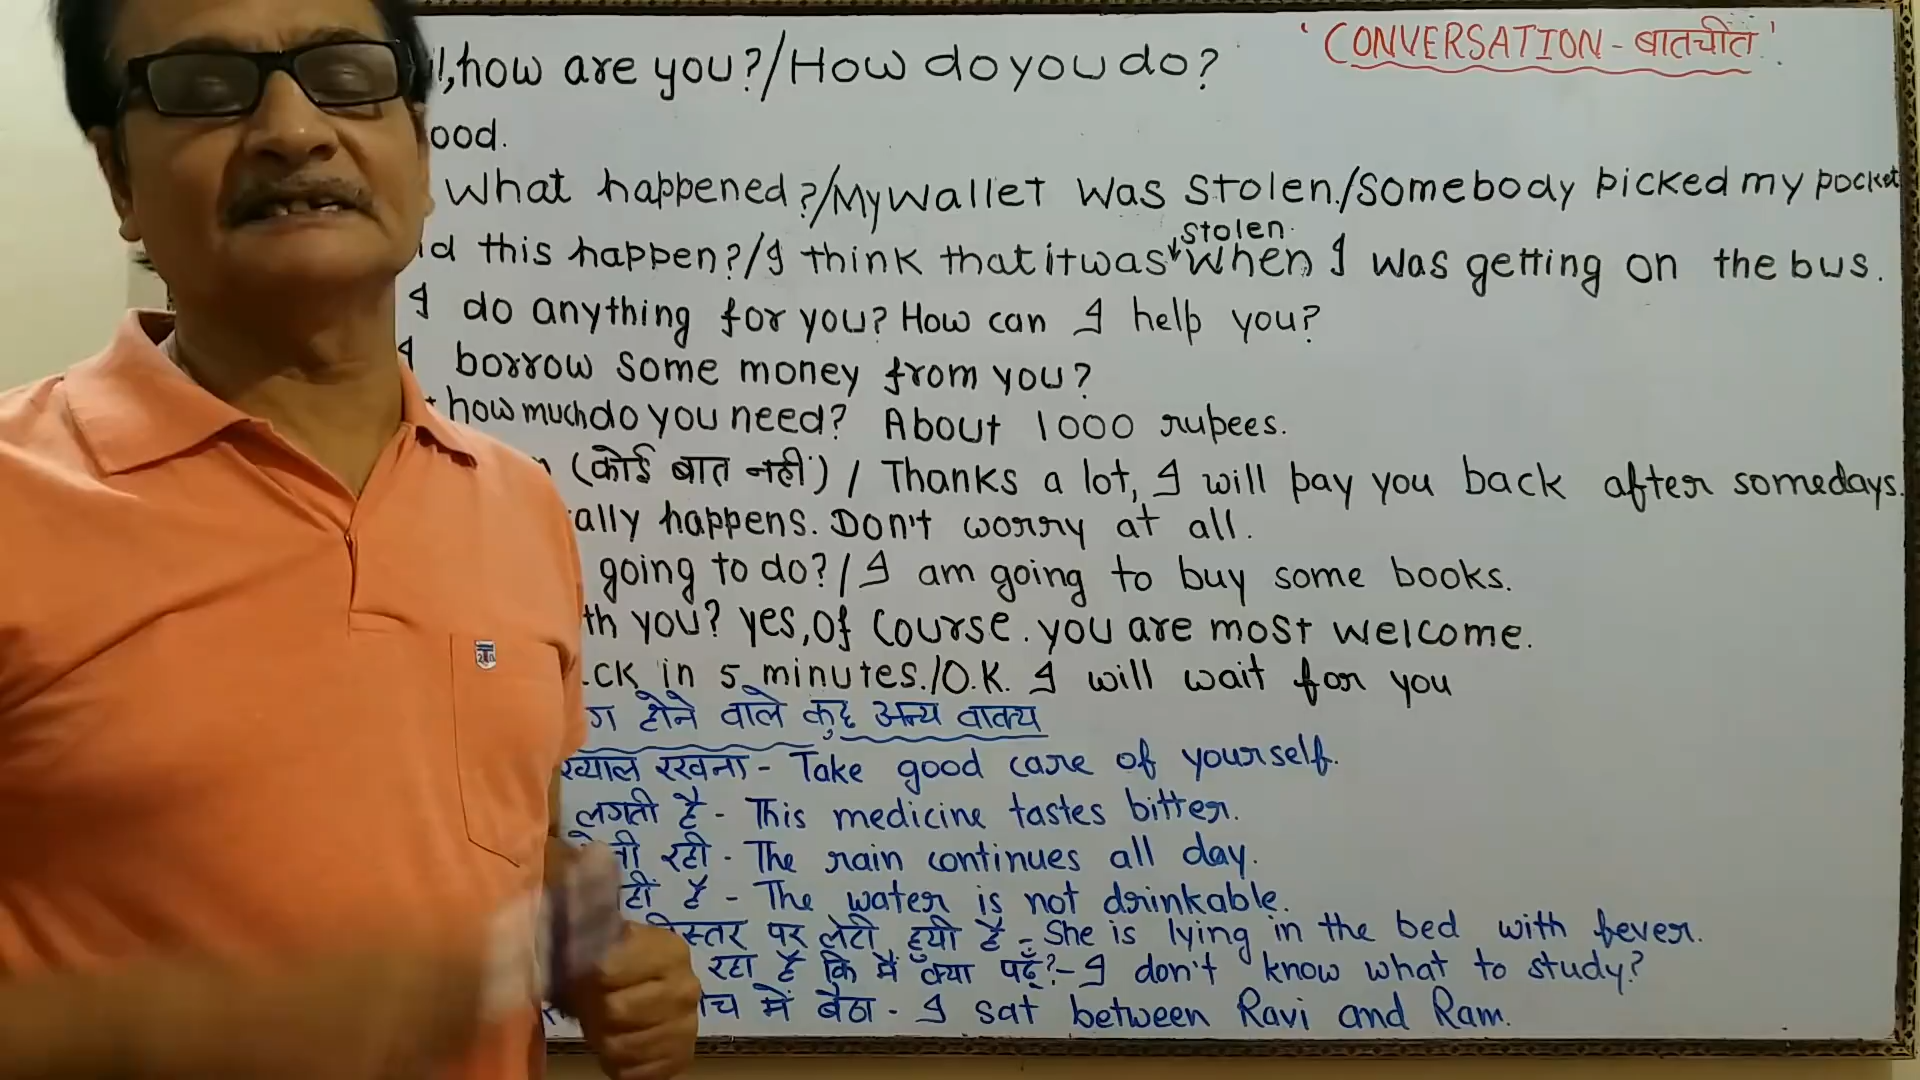 'CONVERSATION - बातचीत'
how are you?/How do you do?
What happened?/My wallet was stolen./Somebody picked my pocket
stolen.
this happen?/I think that it was when I was getting on the bus.
I do anything for you? How can I help you?
I borrow some money from you?
how much do you need? About 1000 rupees.
(कोई बात नहीं) / Thanks a lot, I will pay you back after somedays.
happens. Don't worry at all.
going to do?/I am going to buy some books.
you? yes, of course. you are most welcome.
in 5 minutes./O.K. I will wait for you
होने वाले कुछ अन्य वाक्य
ख्याल रखना - Take good care of yourself.
लगती है - This medicine tastes bitter.
रही - The rain continues all day.
है - The water is not drinkable.
पर लेटी हुयी है - She is lying in the bed with fever.
रहा है कि मैं क्या पढ़ूँ? - I don't know what to study?
में बैठा - I sat between Ravi and Ram.